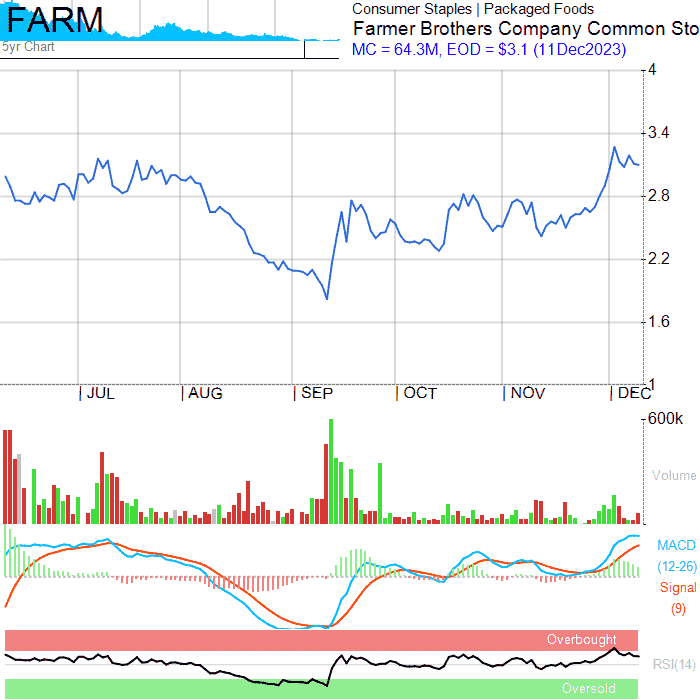 FARM
5yr Chart
Consumer Staples | Packaged Foods
Farmer Brothers Company Common Sto
MC = 64.3M, EOD = $3.1 (11Dec2023)
4
3.4
2.8
2.2
1.6
1
JUL AUG SEP OCT NOV DEC
600k
Volume
MACD
(12-26)
Signal
(9)
Overbought
RSI(14)
Oversold